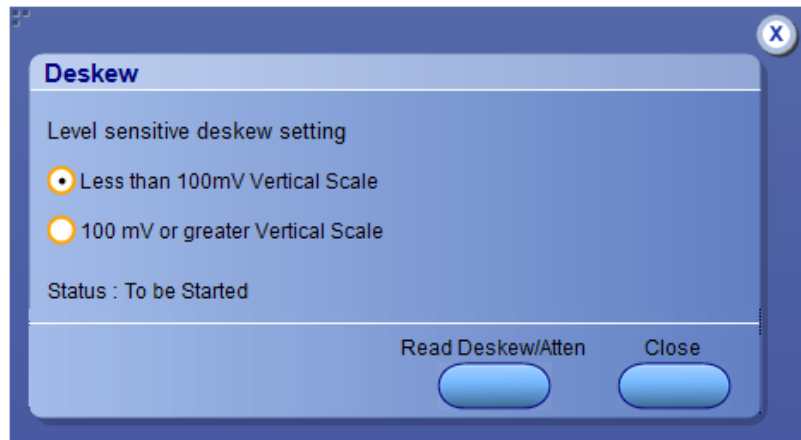 X
Deskew
Level sensitive deskew setting
Less than 100mV Vertical Scale
100 mV or greater Vertical Scale
Status : To be Started
Read Deskew/Atten Close